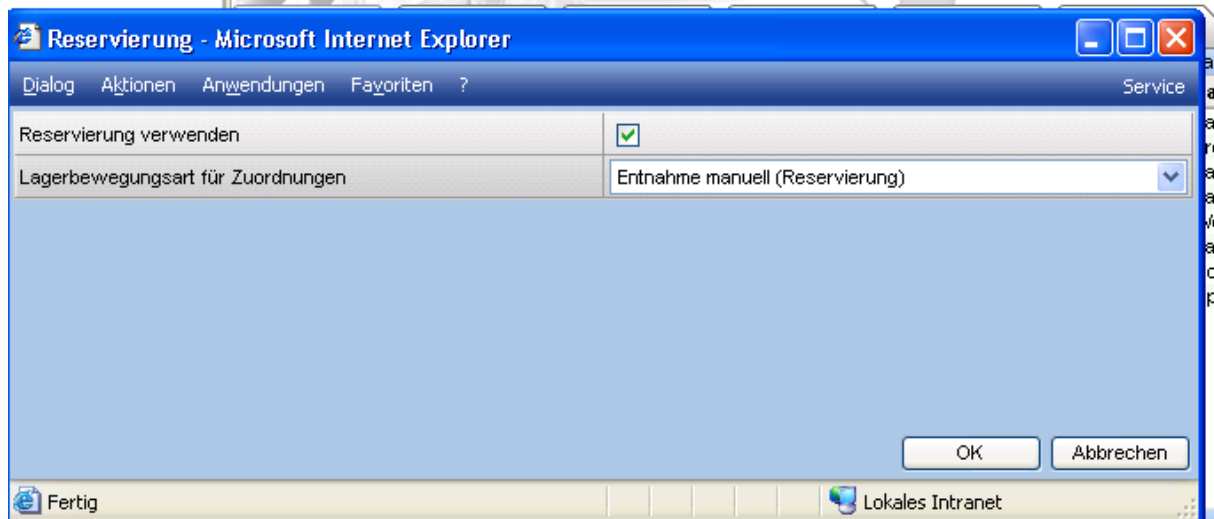 Reservierung - Microsoft Internet Explorer
Dialog Aktionen Anwendungen Favoriten ? Service
Reservierung verwenden
Lagerbewegungsart für Zuordnungen Entnahme manuell (Reservierung)
OK Abbrechen
Fertig Lokales Intranet